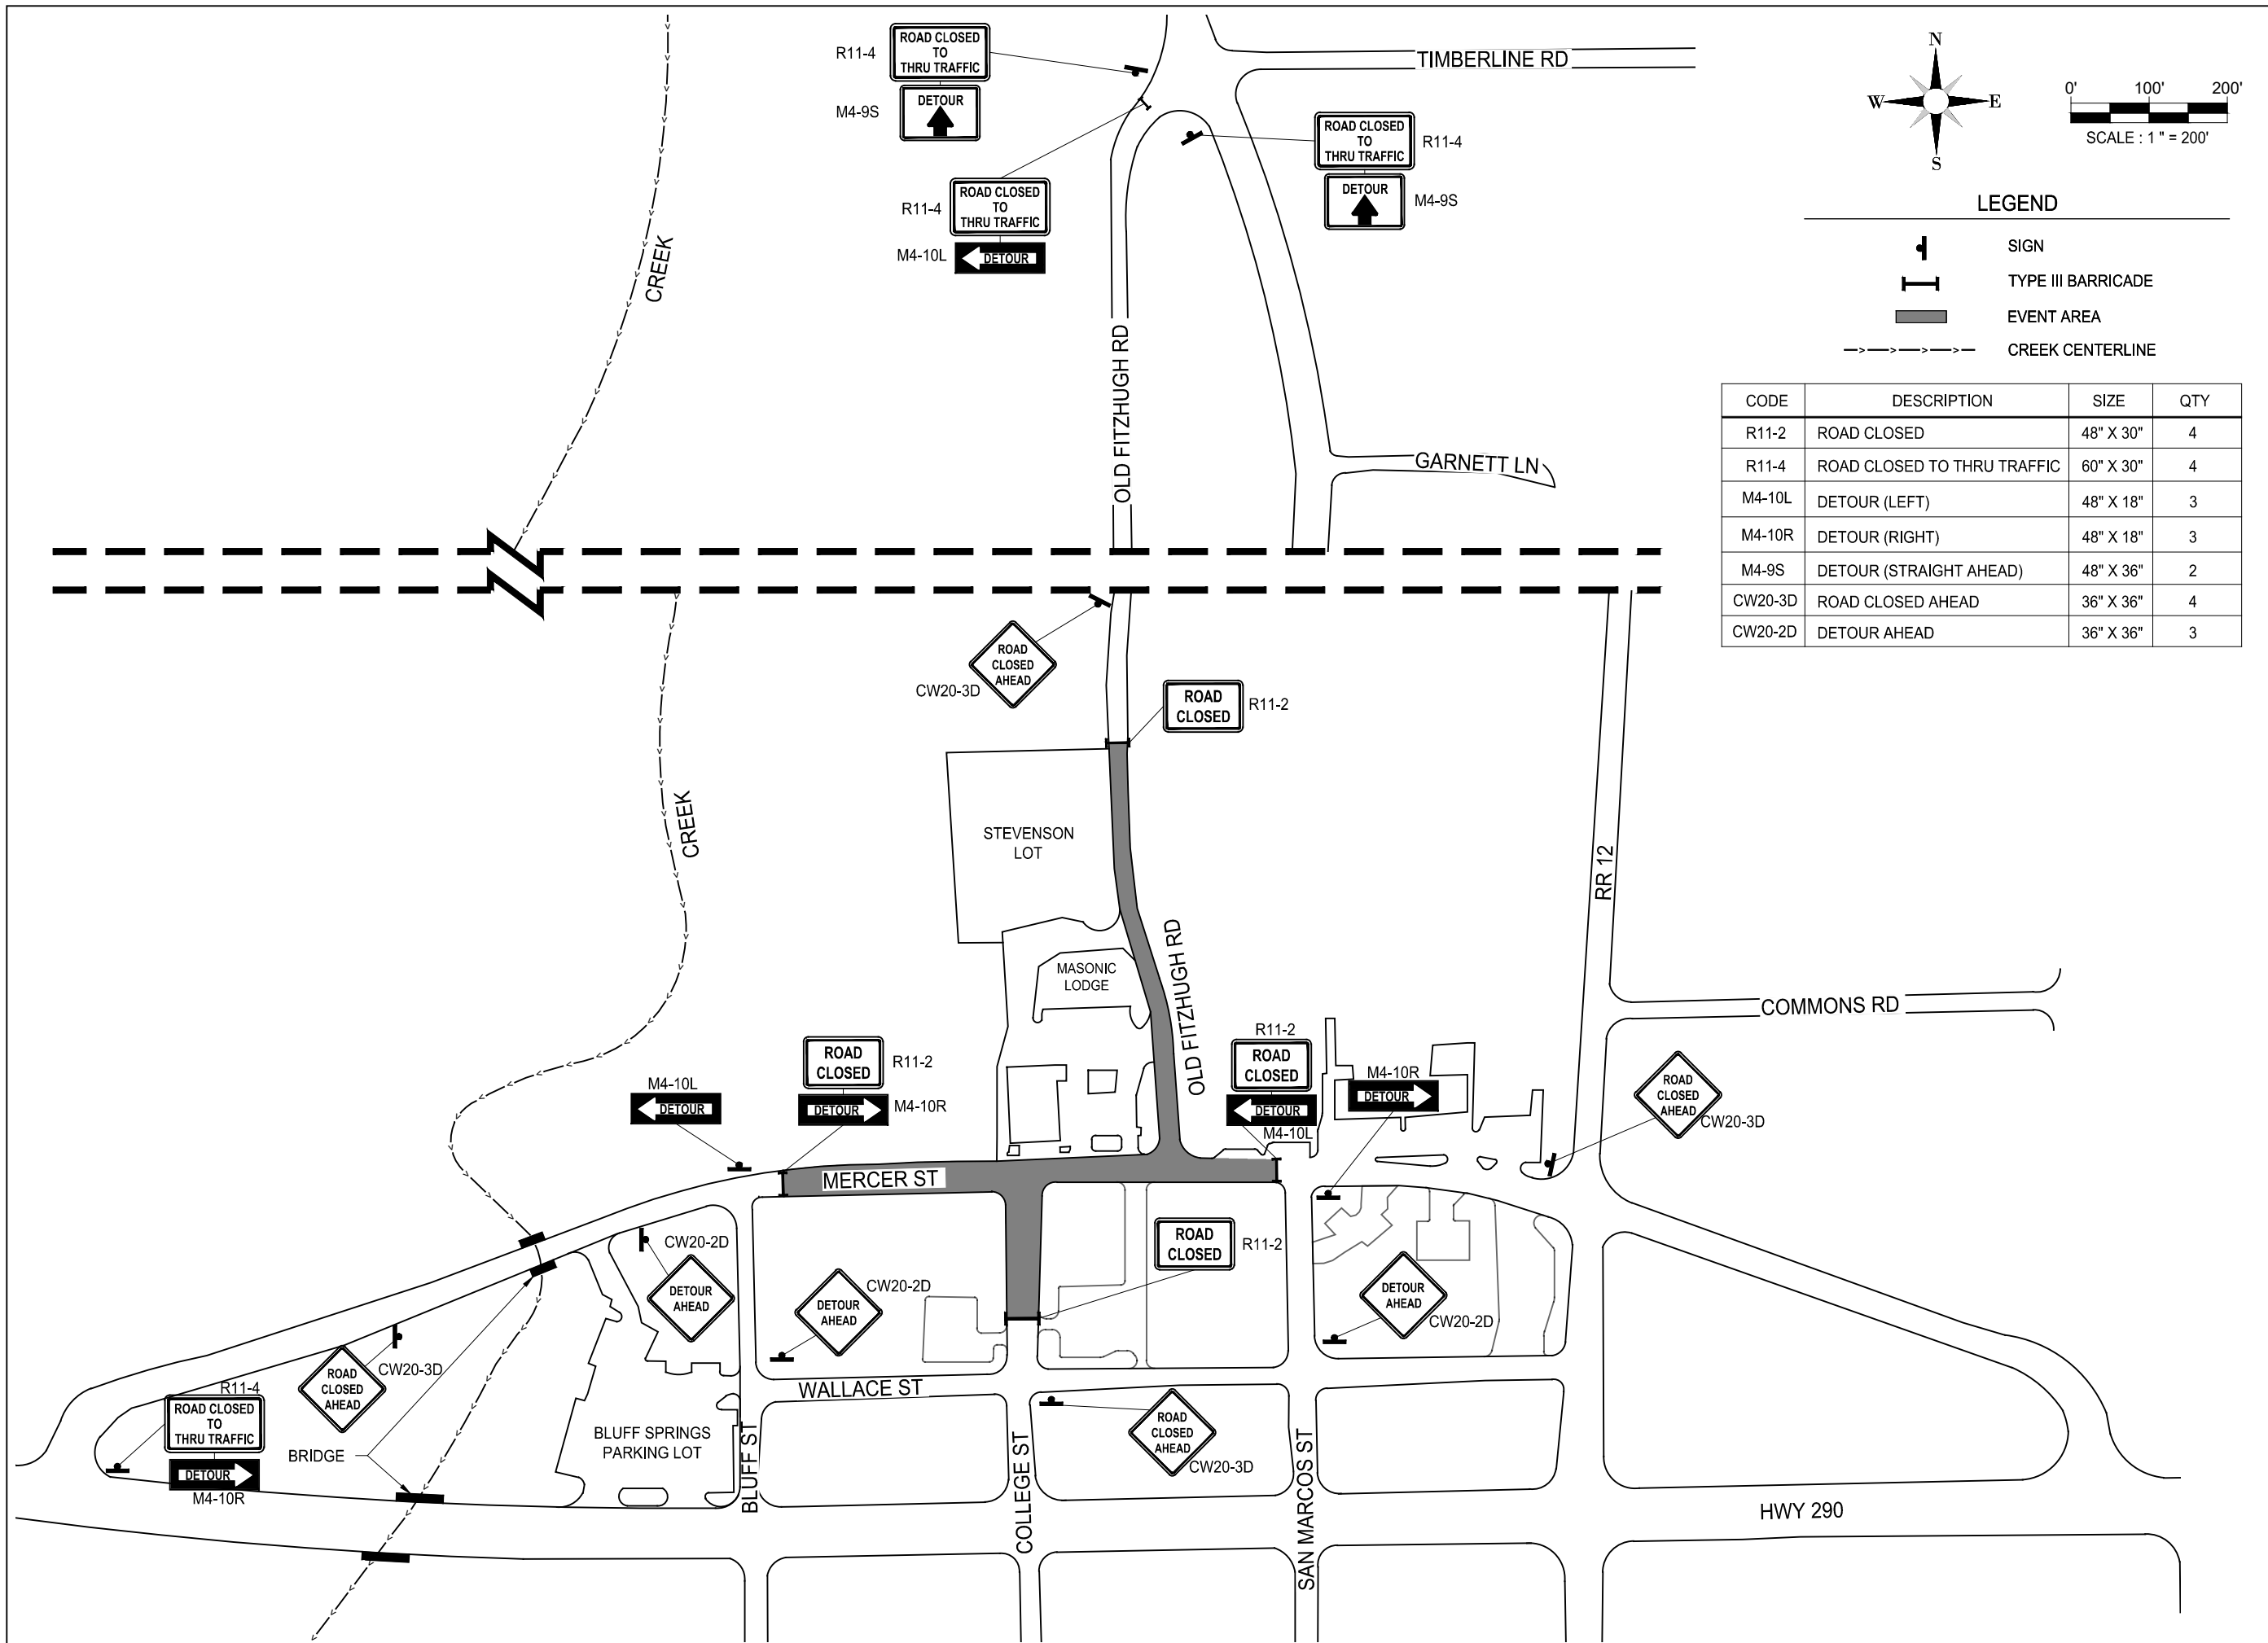 ROAD CLOSED
TO
THRU TRAFFIC
R11-4
DETOUR
M4-9S
ROAD CLOSED
TO
THRU TRAFFIC
R11-4
DETOUR
M4-10L
TIMBERLINE RD
ROAD CLOSED
TO
THRU TRAFFIC
R11-4
DETOUR
M4-9S
N
W
E
S
0'
100'
200'
SCALE : 1 " = 200'
LEGEND
SIGN
TYPE III BARRICADE
EVENT AREA
CREEK CENTERLINE
CODE DESCRIPTION SIZE QTY
R11-2 ROAD CLOSED 48" X 30" 4
R11-4 ROAD CLOSED TO THRU TRAFFIC 60" X 30" 4
M4-10L DETOUR (LEFT) 48" X 18" 3
M4-10R DETOUR (RIGHT) 48" X 18" 3
M4-9S DETOUR (STRAIGHT AHEAD) 48" X 36" 2
CW20-3D ROAD CLOSED AHEAD 36" X 36" 4
CW20-2D DETOUR AHEAD 36" X 36" 3
CREEK
OLD FITZHUGH RD
GARNETT LN
ROAD
CLOSED
AHEAD
CW20-3D
ROAD
CLOSED
R11-2
CREEK
STEVENSON
LOT
MASONIC
LODGE
OLD FITZHUGH RD
RR 12
COMMONS RD
M4-10L
DETOUR
ROAD
CLOSED
R11-2
DETOUR
M4-10R
R11-2
ROAD
CLOSED
DETOUR
M4-10L
M4-10R
DETOUR
ROAD
CLOSED
AHEAD
CW20-3D
MERCER ST
CW20-2D
DETOUR
AHEAD
CW20-2D
DETOUR
AHEAD
ROAD
CLOSED
R11-2
DETOUR
AHEAD
CW20-2D
ROAD
CLOSED
AHEAD
CW20-3D
R11-4
ROAD CLOSED
TO
THRU TRAFFIC
DETOUR
M4-10R
BRIDGE
BLUFF SPRINGS
PARKING LOT
WALLACE ST
BLUFF ST
COLLEGE ST
ROAD
CLOSED
AHEAD
CW20-3D
SAN MARCOS ST
HWY 290